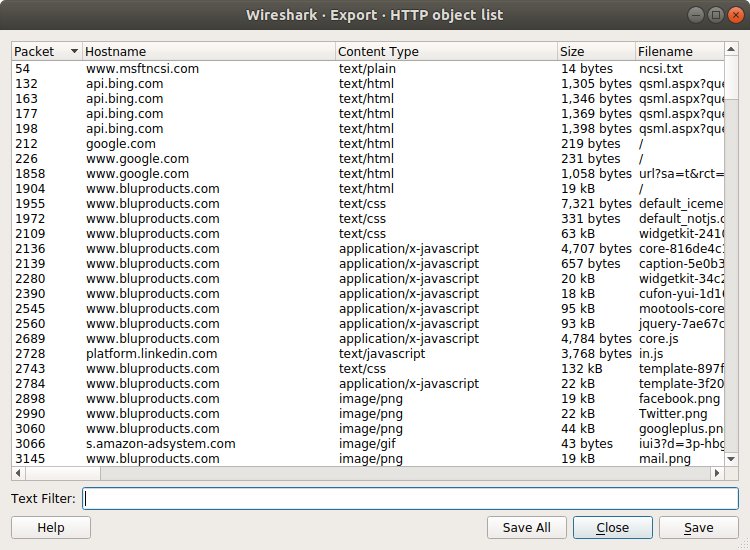 Wireshark · Export · HTTP object list
Packet Hostname Content Type Size Filename
54 www.msftncsi.com text/plain 14 bytes ncsi.txt
132 api.bing.com text/html 1,305 bytes qsml.aspx?que
163 api.bing.com text/html 1,346 bytes qsml.aspx?que
177 api.bing.com text/html 1,369 bytes qsml.aspx?que
198 api.bing.com text/html 1,398 bytes qsml.aspx?que
212 google.com text/html 219 bytes /
226 www.google.com text/html 231 bytes /
1858 www.google.com text/html 1,058 bytes url?sa=t&rct=
1904 www.bluproducts.com text/html 19 kB /
1955 www.bluproducts.com text/css 7,321 bytes default_iceme
1972 www.bluproducts.com text/css 331 bytes default_notjs.c
2109 www.bluproducts.com text/css 63 kB widgetkit-2410
2136 www.bluproducts.com application/x-javascript 4,707 bytes core-816de4c1
2139 www.bluproducts.com application/x-javascript 657 bytes caption-5e0b3
2280 www.bluproducts.com application/x-javascript 20 kB widgetkit-34c2
2390 www.bluproducts.com application/x-javascript 18 kB cufon-yui-1d16
2545 www.bluproducts.com application/x-javascript 95 kB mootools-core
2560 www.bluproducts.com application/x-javascript 93 kB jquery-7ae67c
2689 www.bluproducts.com application/x-javascript 4,784 bytes core.js
2728 platform.linkedin.com text/javascript 3,768 bytes in.js
2743 www.bluproducts.com text/css 132 kB template-897f
2784 www.bluproducts.com application/x-javascript 22 kB template-3f20
2898 www.bluproducts.com image/png 19 kB facebook.png
2990 www.bluproducts.com image/png 22 kB Twitter.png
3060 www.bluproducts.com image/png 44 kB googleplus.pn
3066 s.amazon-adsystem.com image/gif 43 bytes iui3?d=3p-hbg
3145 www.bluproducts.com image/png 19 kB mail.png
Text Filter:
Help Save All Close Save